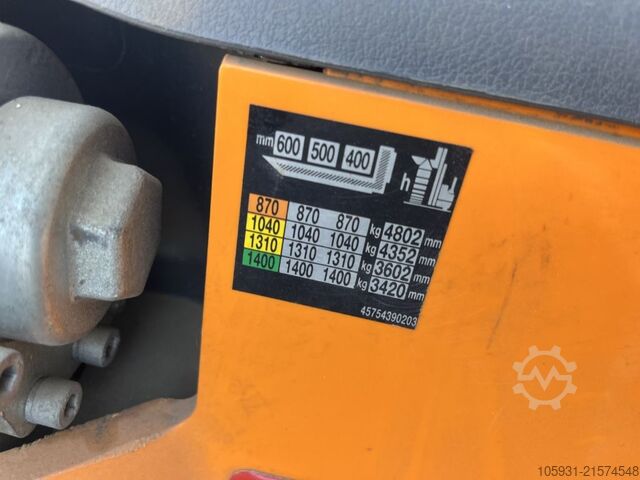 mm 600 500 400
h
870 870 870 kg 4802 mm
1040 1040 1040 kg 4352 mm
1310 1310 1310 kg 3602 mm
1400 1400 1400 kg 3420 mm
45754390203
105931-21574548